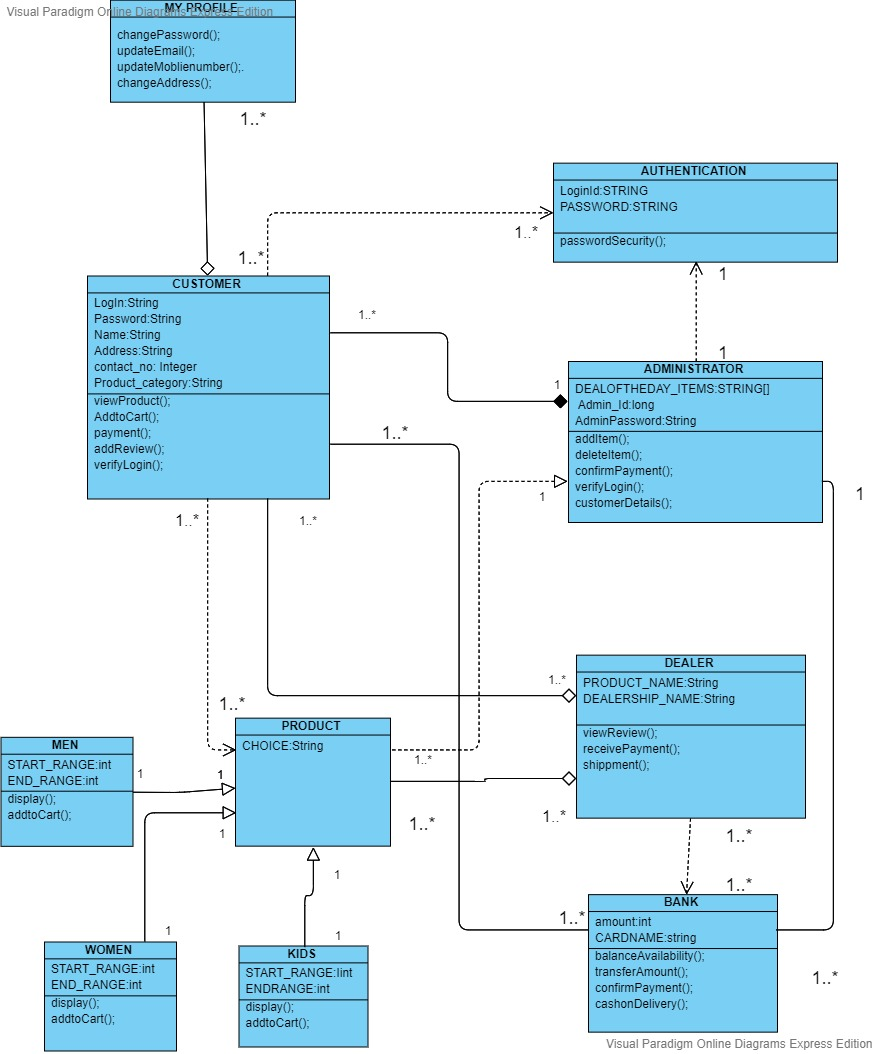 Visual Paradigm Online Diagrams Express Edition
MY PROFILE
changePassword();
updateEmail();
updateMoblienumber();.
changeAddress();
1..*
AUTHENTICATION
LoginId:STRING
PASSWORD:STRING
passwordSecurity();
1..*
1..*
1
1
CUSTOMER
LogIn:String
Password:String
Name:String
Address:String
contact_no: Integer
Product_category:String
viewProduct();
AddtoCart();
payment();
addReview();
verifyLogin();
1..*
1
1..*
ADMINISTRATOR
DEALOFTHEDAY_ITEMS:STRING[]
Admin_Id:long
AdminPassword:String
addItem();
deleteItem();
confirmPayment();
verifyLogin();
customerDetails();
1
1
1..*
1..*
DEALER
PRODUCT_NAME:String
DEALERSHIP_NAME:String
viewReview();
receivePayment();
shippment();
1..*
1..*
PRODUCT
CHOICE:String
1..*
1..*
1..*
MEN
START_RANGE:int
END_RANGE:int
display();
addtoCart();
1
1
1
1
1..*
1..*
WOMEN
START_RANGE:int
END_RANGE:int
display();
addtoCart();
1
KIDS
START_RANGE:Iint
ENDRANGE:int
display();
addtoCart();
1
BANK
amount:int
CARDNAME:string
balanceAvailability();
transferAmount();
confirmPayment();
cashonDelivery();
1..*
1..*
Visual Paradigm Online Diagrams Express Edition